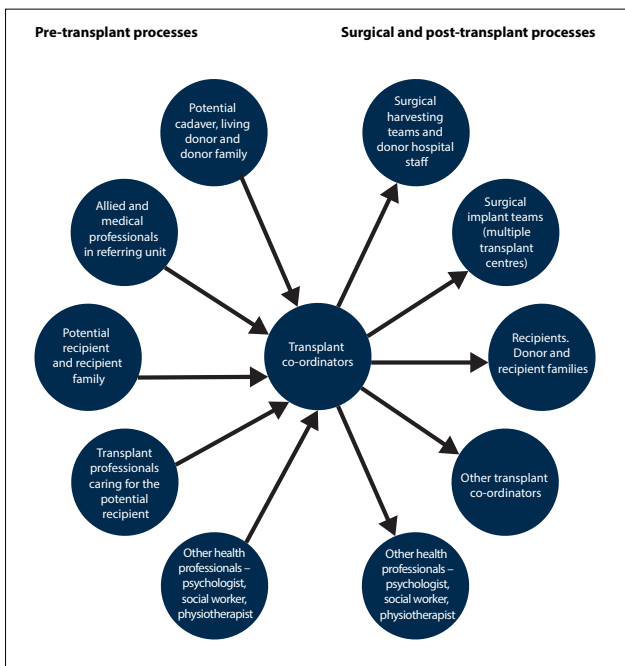 Pre-transplant processes
Surgical and post-transplant processes
Potential
cadaver, living
donor and
donor family
Surgical
harvesting
teams and
donor hospital
staff
Allied and
medical
professionals
in referring unit
Surgical
implant teams
(multiple
transplant
centres)
Potential
recipient
and recipient
family
Transplant
co-ordinators
Recipients.
Donor and
recipient families
Transplant
professionals
caring for the
potential
recipient
Other transplant
co-ordinators
Other health
professionals –
psychologist,
social worker,
physiotherapist
Other health
professionals –
psychologist,
social worker,
physiotherapist